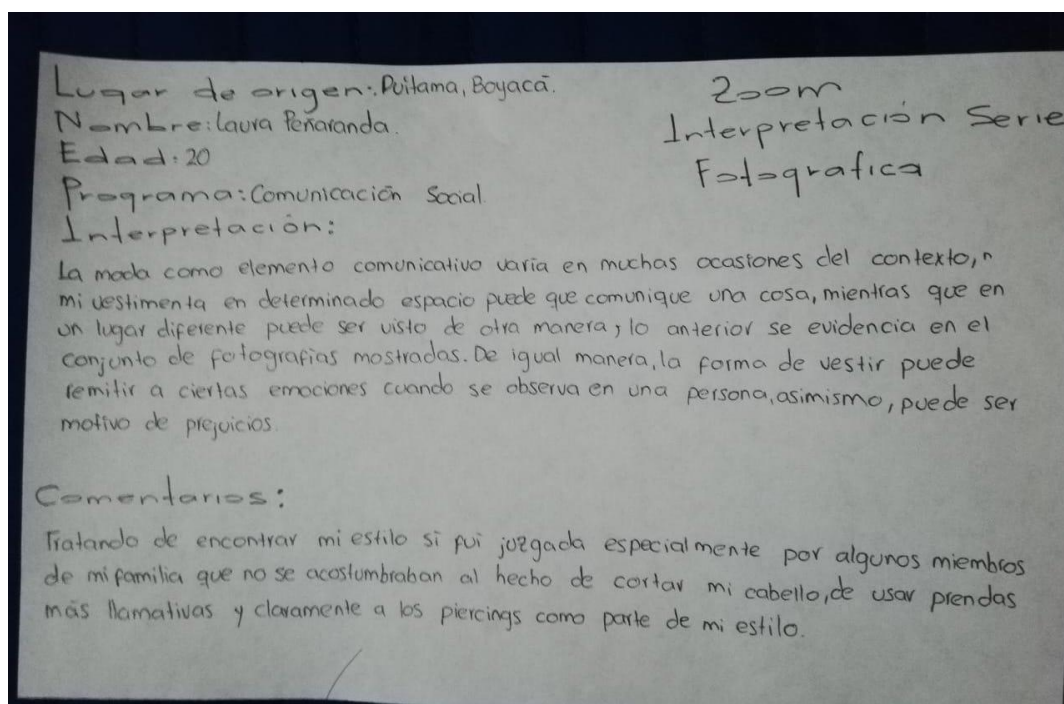 Lugar de origen: Duitama, Boyacá.
Zoom
Nombre: Laura Peñaranda.
Interpretación Serie
Edad: 20
Fotografica
Programa: Comunicación Social.
Interpretación:
La moda como elemento comunicativo varia en muchas ocasiones del contexto, n
mi vestimenta en determinado espacio puede que comunique una cosa, mientras que en
un lugar diferente puede ser visto de otra manera; lo anterior se evidencia en el
conjunto de fotografias mostradas. De igual manera, la forma de vestir puede
remitir a ciertas emociones cuando se observa en una persona, asimismo, puede ser
motivo de prejuicios.
Comentarios:
Tratando de encontrar mi estilo si fui juzgada especialmente por algunos miembros
de mi familia que no se acostumbraban al hecho de cortar mi cabello, de usar prendas
más llamativas y claramente a los piercings como parte de mi estilo.